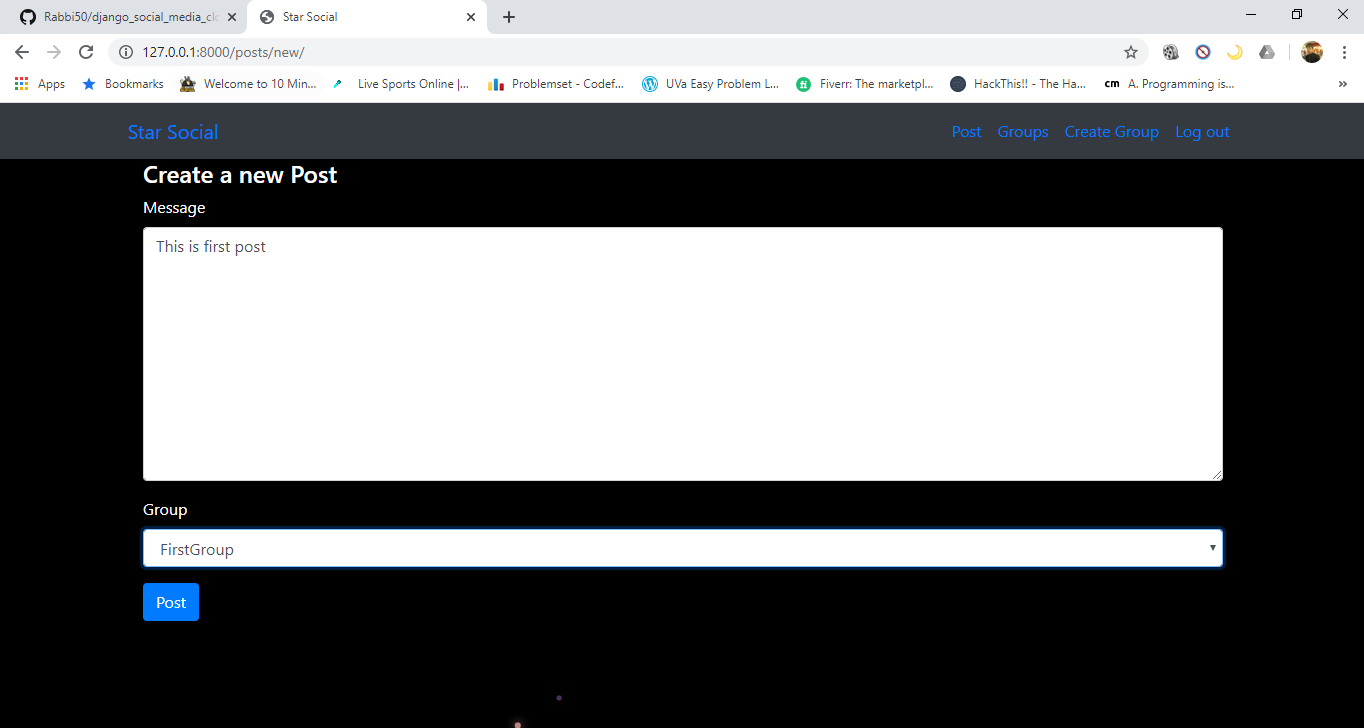 Rabbi50/django_social_media_cl
Star Social
127.0.0.1:8000/posts/new/
Apps Bookmarks Welcome to 10 Min... Live Sports Online |... Problemset - Codef... UVa Easy Problem L... fi Fiverr: The marketpl... HackThis!! - The Ha... cm A. Programming is... »
Star Social Post Groups Create Group Log out
Create a new Post
Message
This is first post
Group
FirstGroup
Post